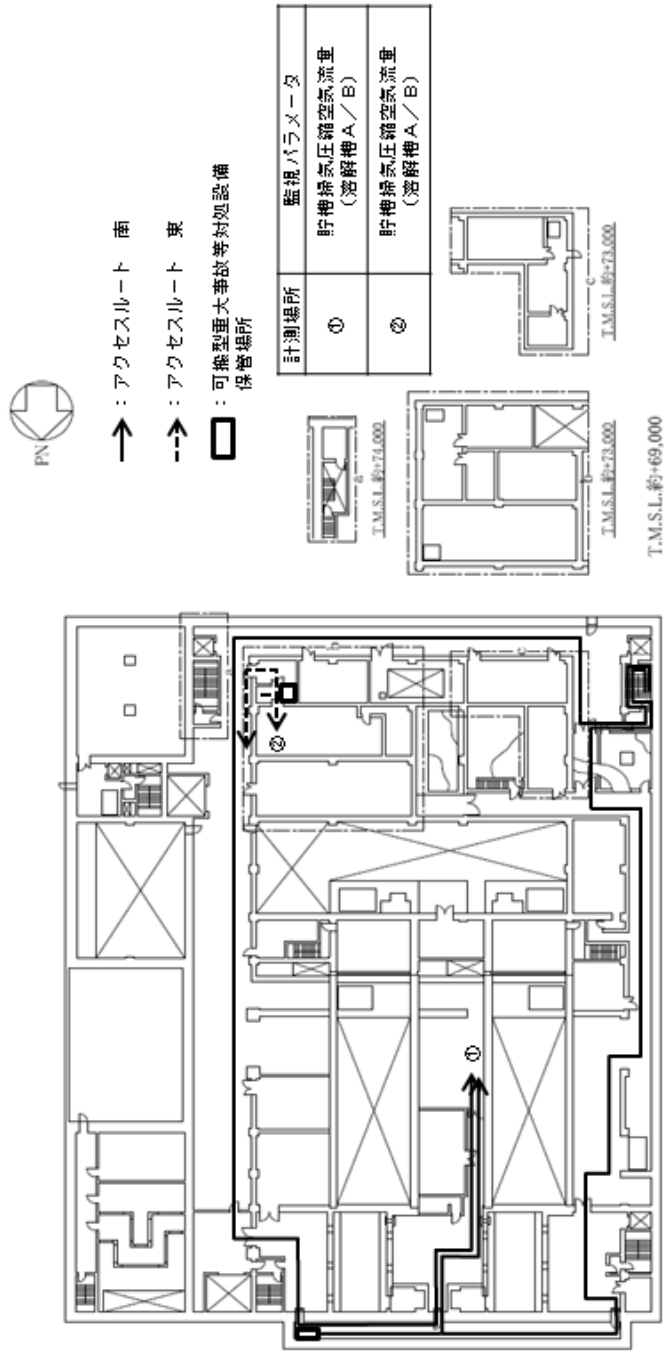 PN
：アクセスルート 南
：アクセスルート 東
：可搬型重大事故等対処設備
保管場所
計測場所
監視パラメータ
①
貯槽掃気圧縮空気流量
（溶解槽A／B）
②
貯槽掃気圧縮空気流量
（溶解槽A／B）
a
T.M.S.L.約+74,000
b
T.M.S.L.約+73,000
c
T.M.S.L.約+73,000
T.M.S.L.約+69,000
a
b
c
②
①